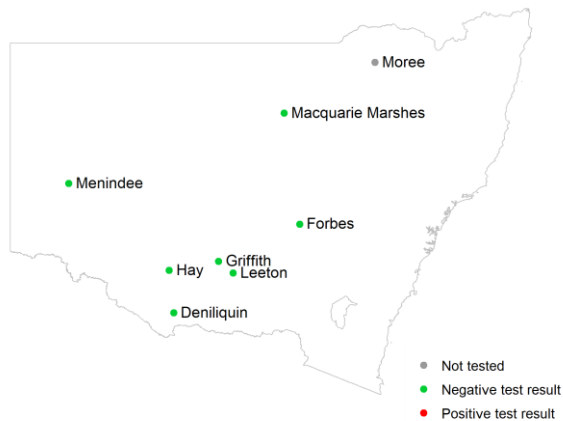 Moree
Macquarie Marshes
Menindee
Forbes
Griffith
Hay
Leeton
Deniliquin
Not tested
Negative test result
Positive test result